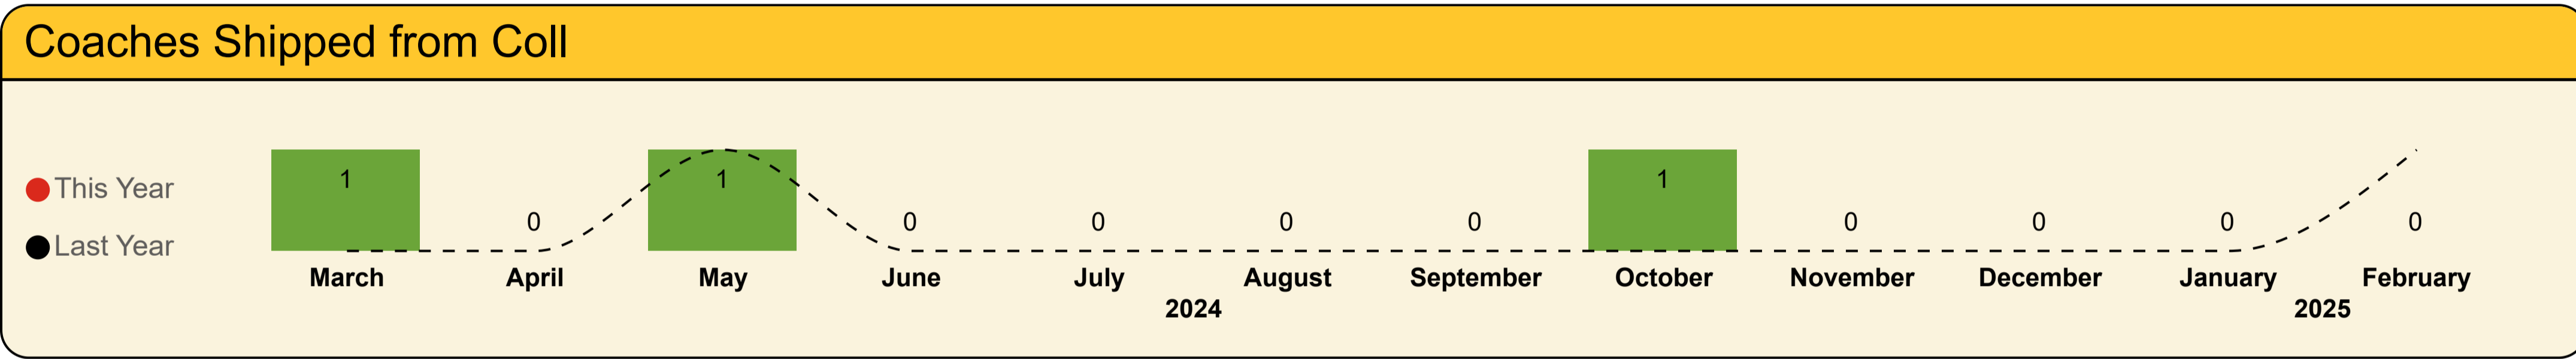 Coaches Shipped from Coll
This Year
Last Year
1 0 1 0 0 0 0 1 0 0 0 0
March April May June July August September October November December January February
2024 2025